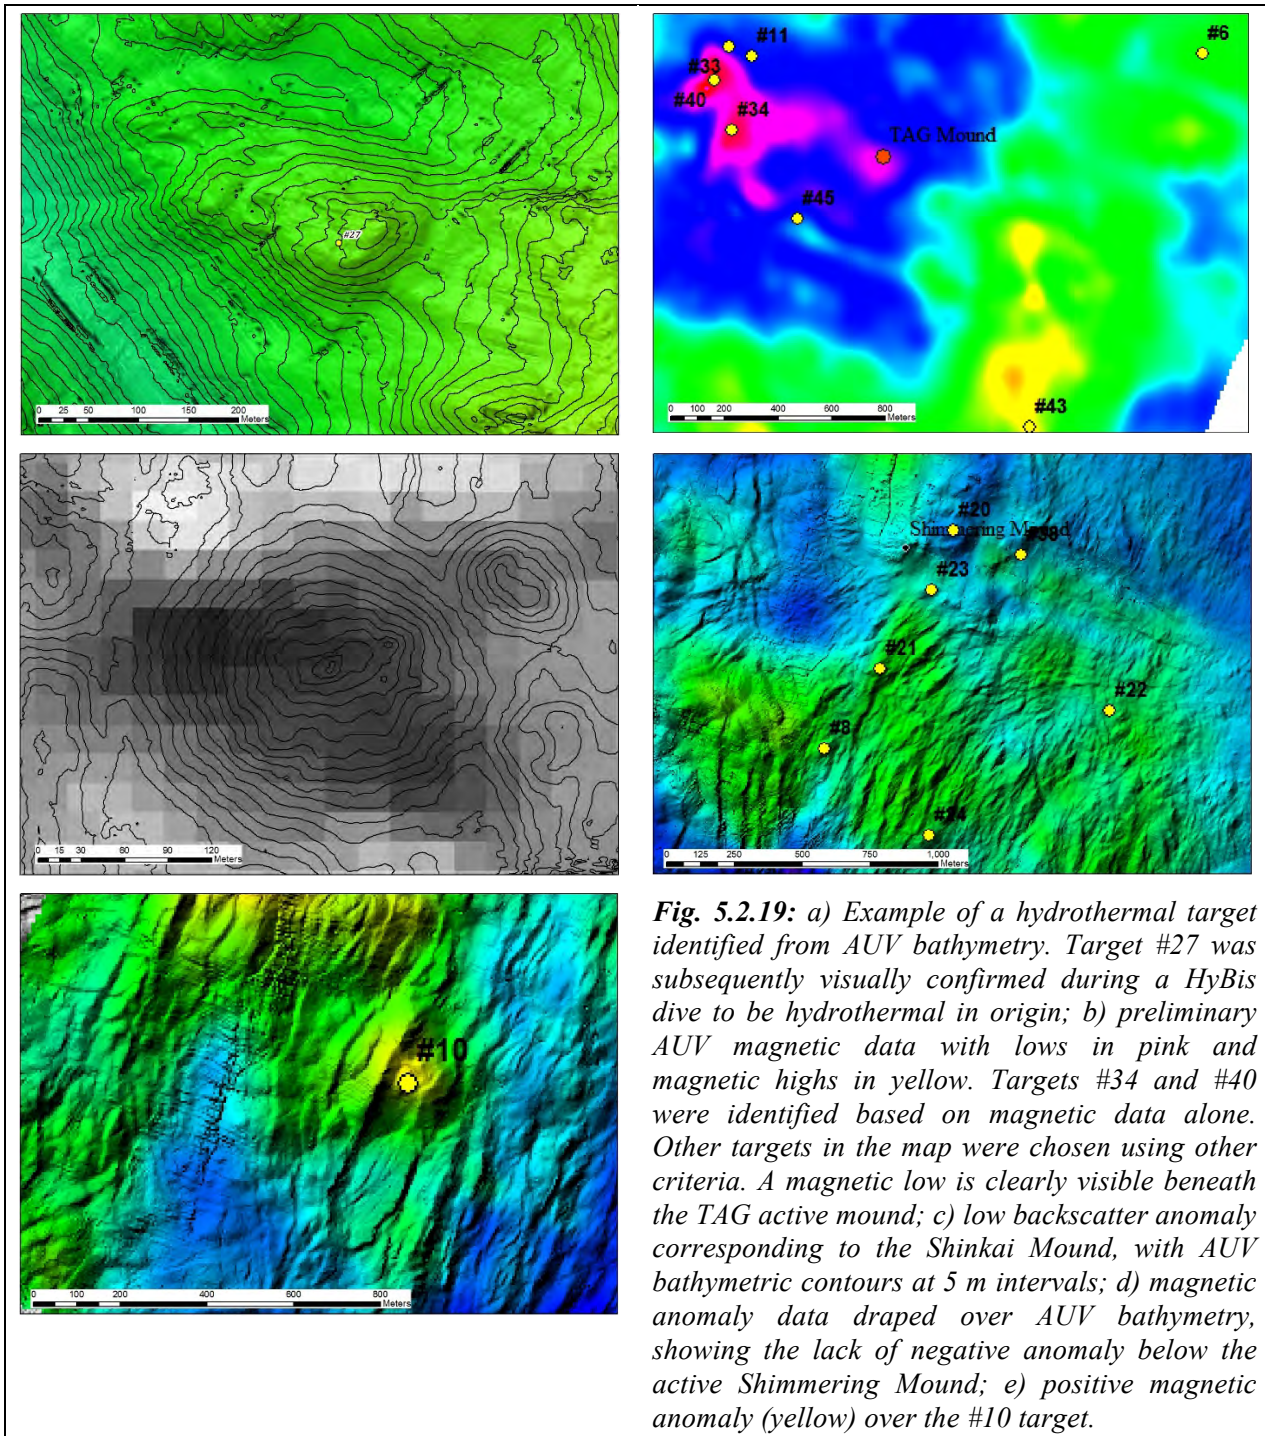 #27
0 25 50 100 150 200
Meters
#11
#6
#33
#40
#34
TAG Mound
#45
#43
0 100 200 400 600 800
Meters
0 15 30 60 90 120
Meters
#20
Shimmering Mound
#38
#23
#21
#22
#8
#24
0 125 250 500 750 1,000
Meters
#10
0 100 200 400 600 800
Meters
Fig. 5.2.19: a) Example of a hydrothermal target
identified from AUV bathymetry. Target #27 was
subsequently visually confirmed during a HyBis
dive to be hydrothermal in origin; b) preliminary
AUV magnetic data with lows in pink and
magnetic highs in yellow. Targets #34 and #40
were identified based on magnetic data alone.
Other targets in the map were chosen using other
criteria. A magnetic low is clearly visible beneath
the TAG active mound; c) low backscatter anomaly
corresponding to the Shinkai Mound, with AUV
bathymetric contours at 5 m intervals; d) magnetic
anomaly data draped over AUV bathymetry,
showing the lack of negative anomaly below the
active Shimmering Mound; e) positive magnetic
anomaly (yellow) over the #10 target.